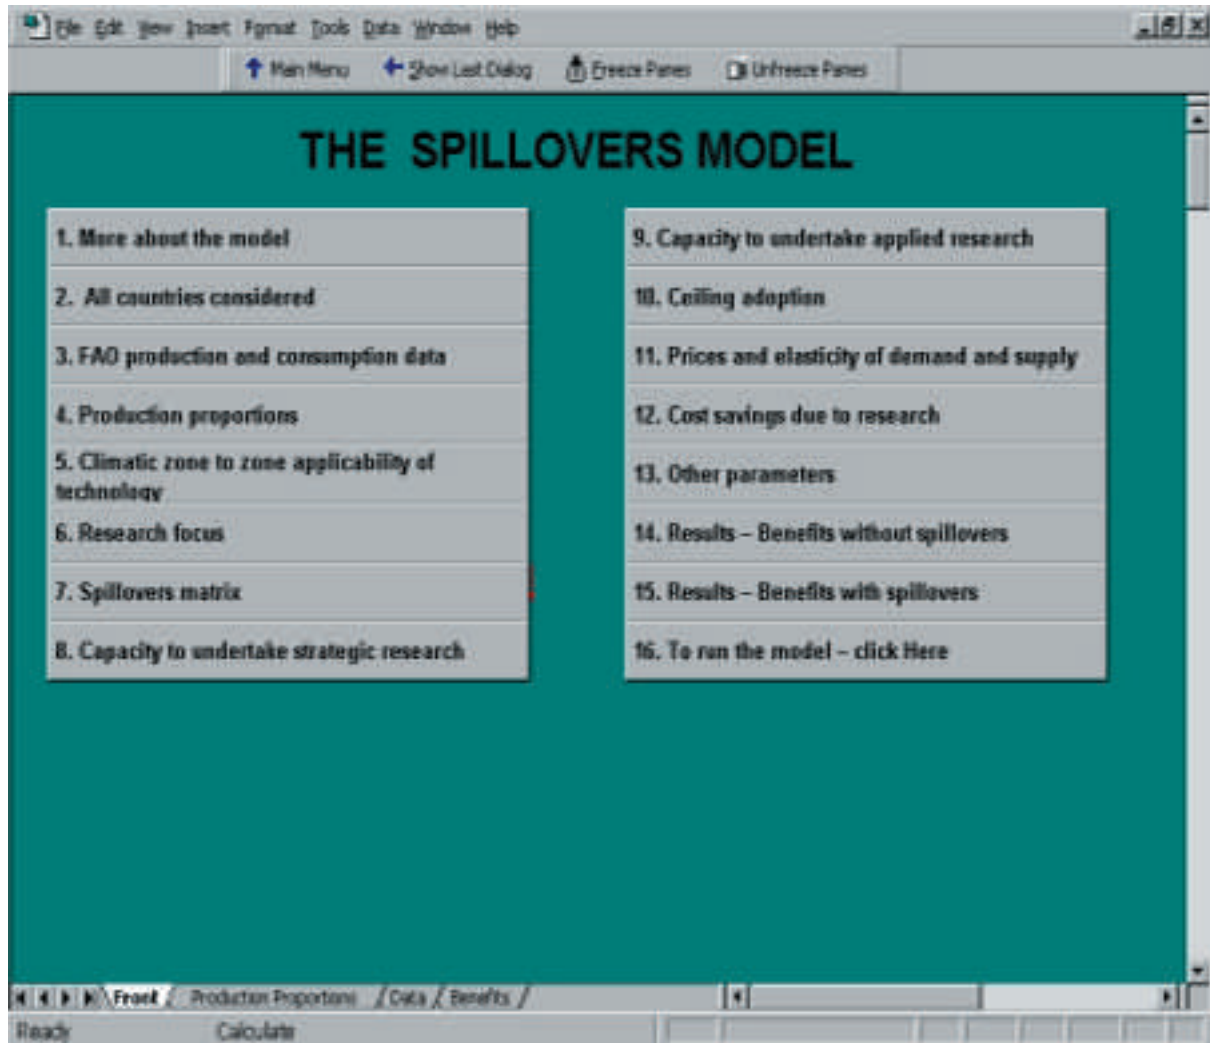 File Edit View Insert Format Tools Data Window Help
Main Menu Show Last Dialog Freeze Panes Unfreeze Panes
THE SPILLOVERS MODEL
1. More about the model
2. All countries considered
3. FAO production and consumption data
4. Production proportions
5. Climatic zone to zone applicability of
technology
6. Research focus
7. Spillovers matrix
8. Capacity to undertake strategic research
9. Capacity to undertake applied research
10. Ceiling adoption
11. Prices and elasticity of demand and supply
12. Cost savings due to research
13. Other parameters
14. Results – Benefits without spillovers
15. Results – Benefits with spillovers
16. To run the model – click Here
Front Production Proportions Data Benefits
Ready Calculate